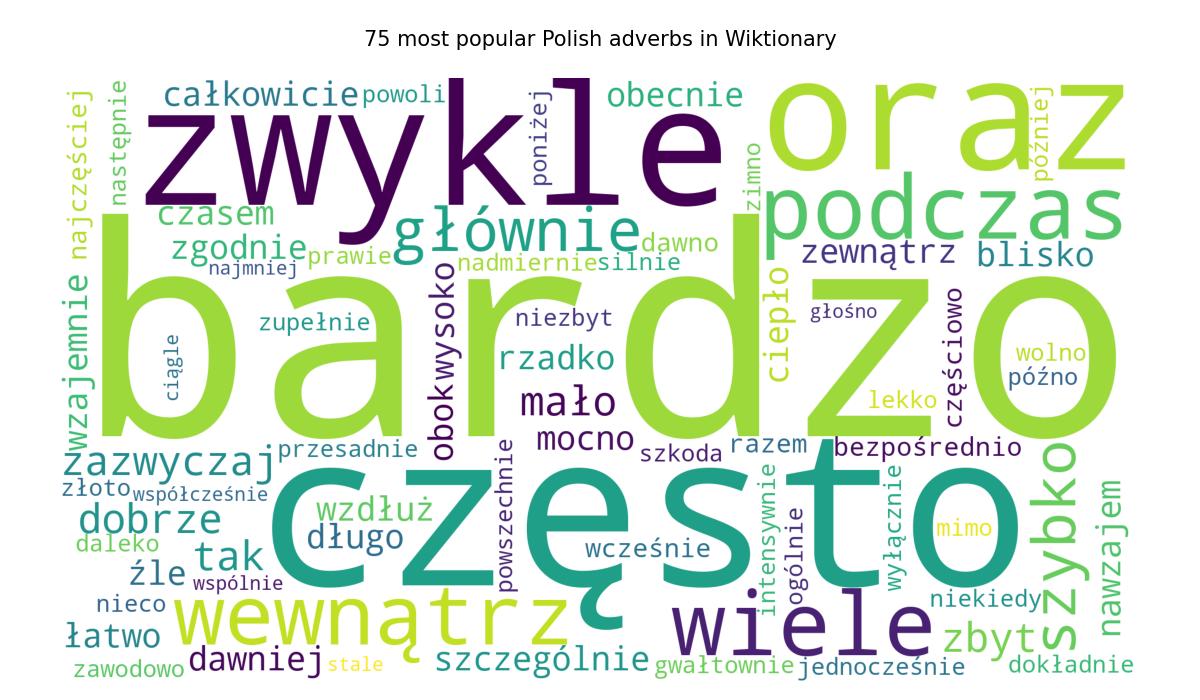 75 most popular Polish adverbs in Wiktionary
całkowicie
powoli
obecnie
oraz
zwykle
poniżej
później
następnie
najczęściej
zimno
podczas
czasem
głównie
dawno
zgodnie
prawie
najmniej
nadmiernie
silnie
zewnątrz
blisko
bardzo
wzajemnie
wysoko
obok
ciepło
głośno
częściowo
niezbyt
zupełnie
ciągle
rzadko
wolno
późno
mało
lekko
mocno
szkoda
razem
bezpośrednio
przesadnie
zazwyczaj
często
powszechnie
złoto
współcześnie
dobrze
wzdłuż
długo
daleko
tak
wcześnie
intensywnie
ogólnie
wyłącznie
mimo
szybko
nawzajem
źle
wspólnie
nieco
wewnątrz
wiele
niekiedy
łatwo
zbyt
zawodowo
dawniej
stale
szczególnie
gwałtownie
jednocześnie
dokładnie